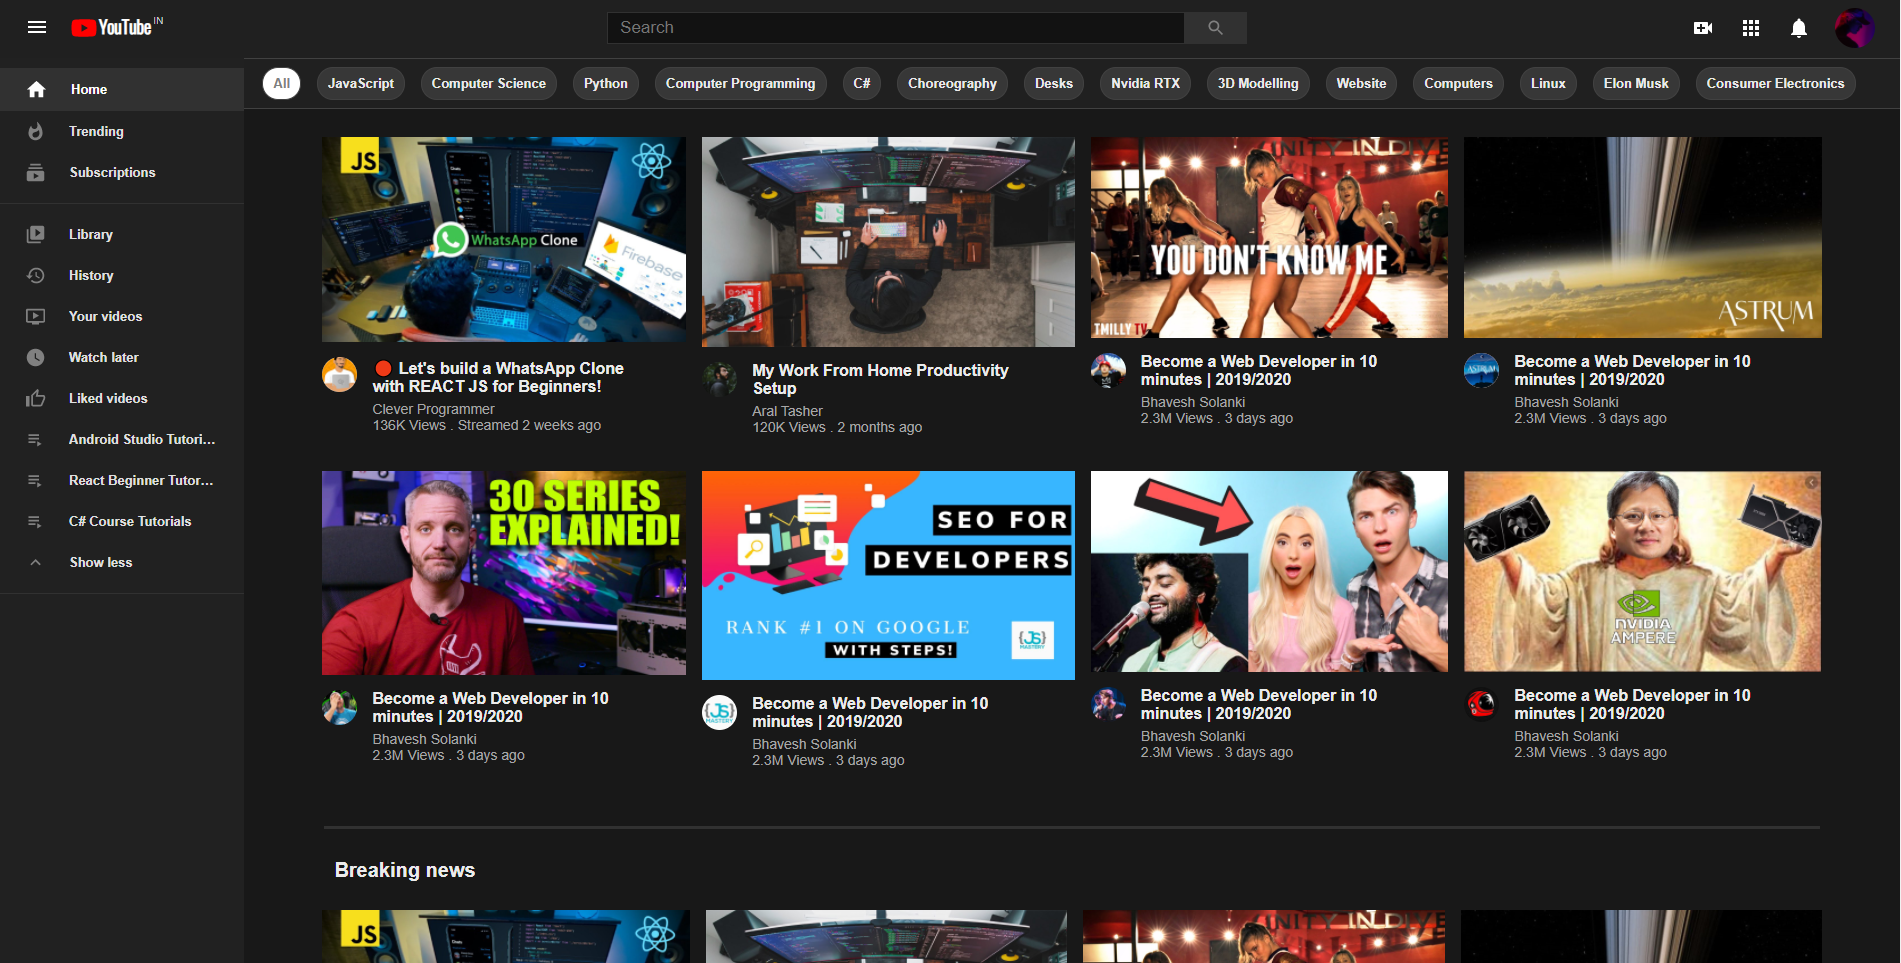 YouTube IN
Search
Home
Trending
Subscriptions
Library
History
Your videos
Watch later
Liked videos
Android Studio Tutori...
React Beginner Tutor...
C# Course Tutorials
Show less
All JavaScript Computer Science Python Computer Programming C# Choreography Desks Nvidia RTX 3D Modelling Website Computers Linux Elon Musk Consumer Electronics
JS
WhatsApp Clone
Firebase
🔴 Let's build a WhatsApp Clone
with REACT JS for Beginners!
Clever Programmer
136K Views . Streamed 2 weeks ago
My Work From Home Productivity
Setup
Aral Tasher
120K Views . 2 months ago
YOU DON'T KNOW ME
TMILLY TV
Become a Web Developer in 10
minutes | 2019/2020
Bhavesh Solanki
2.3M Views . 3 days ago
ASTRUM
ASTRUM
Become a Web Developer in 10
minutes | 2019/2020
Bhavesh Solanki
2.3M Views . 3 days ago
30 SERIES
EXPLAINED!
Become a Web Developer in 10
minutes | 2019/2020
Bhavesh Solanki
2.3M Views . 3 days ago
SEO FOR
DEVELOPERS
RANK #1 ON GOOGLE
WITH STEPS!
{JS}
MASTERY
{JS}
MASTERY
Become a Web Developer in 10
minutes | 2019/2020
Bhavesh Solanki
2.3M Views . 3 days ago
Become a Web Developer in 10
minutes | 2019/2020
Bhavesh Solanki
2.3M Views . 3 days ago
NVIDIA
AMPERE
Become a Web Developer in 10
minutes | 2019/2020
Bhavesh Solanki
2.3M Views . 3 days ago
Breaking news
JS